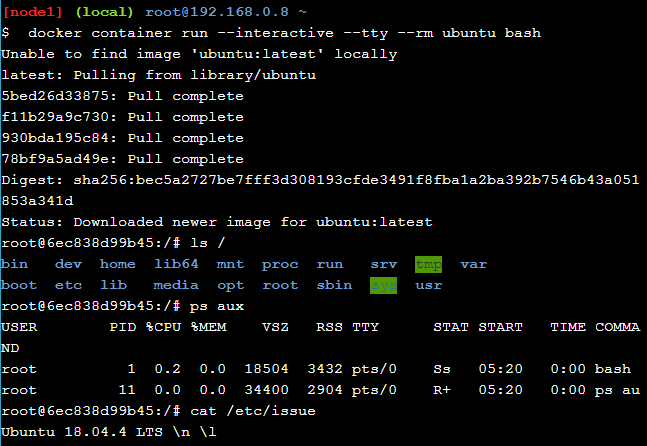 [node1] (local) root@192.168.0.8 ~
$  docker container run --interactive --tty --rm ubuntu bash
Unable to find image 'ubuntu:latest' locally
latest: Pulling from library/ubuntu
5bed26d33875: Pull complete
f11b29a9c730: Pull complete
930bda195c84: Pull complete
78bf9a5ad49e: Pull complete
Digest: sha256:bec5a2727be7fff3d308193cfde3491f8fba1a2ba392b7546b43a051
853a341d
Status: Downloaded newer image for ubuntu:latest
root@6ec838d99b45:/# ls /
bin   dev  home  lib64  mnt  proc  run   srv  tmp  var
boot  etc  lib   media  opt  root  sbin  sys  usr
root@6ec838d99b45:/# ps aux
USER        PID %CPU %MEM    VSZ   RSS TTY      STAT START   TIME COMMA
ND
root          1  0.2  0.0  18504  3432 pts/0    Ss   05:20   0:00 bash
root         11  0.0  0.0  34400  2904 pts/0    R+   05:20   0:00 ps au
root@6ec838d99b45:/# cat /etc/issue
Ubuntu 18.04.4 LTS \n \l